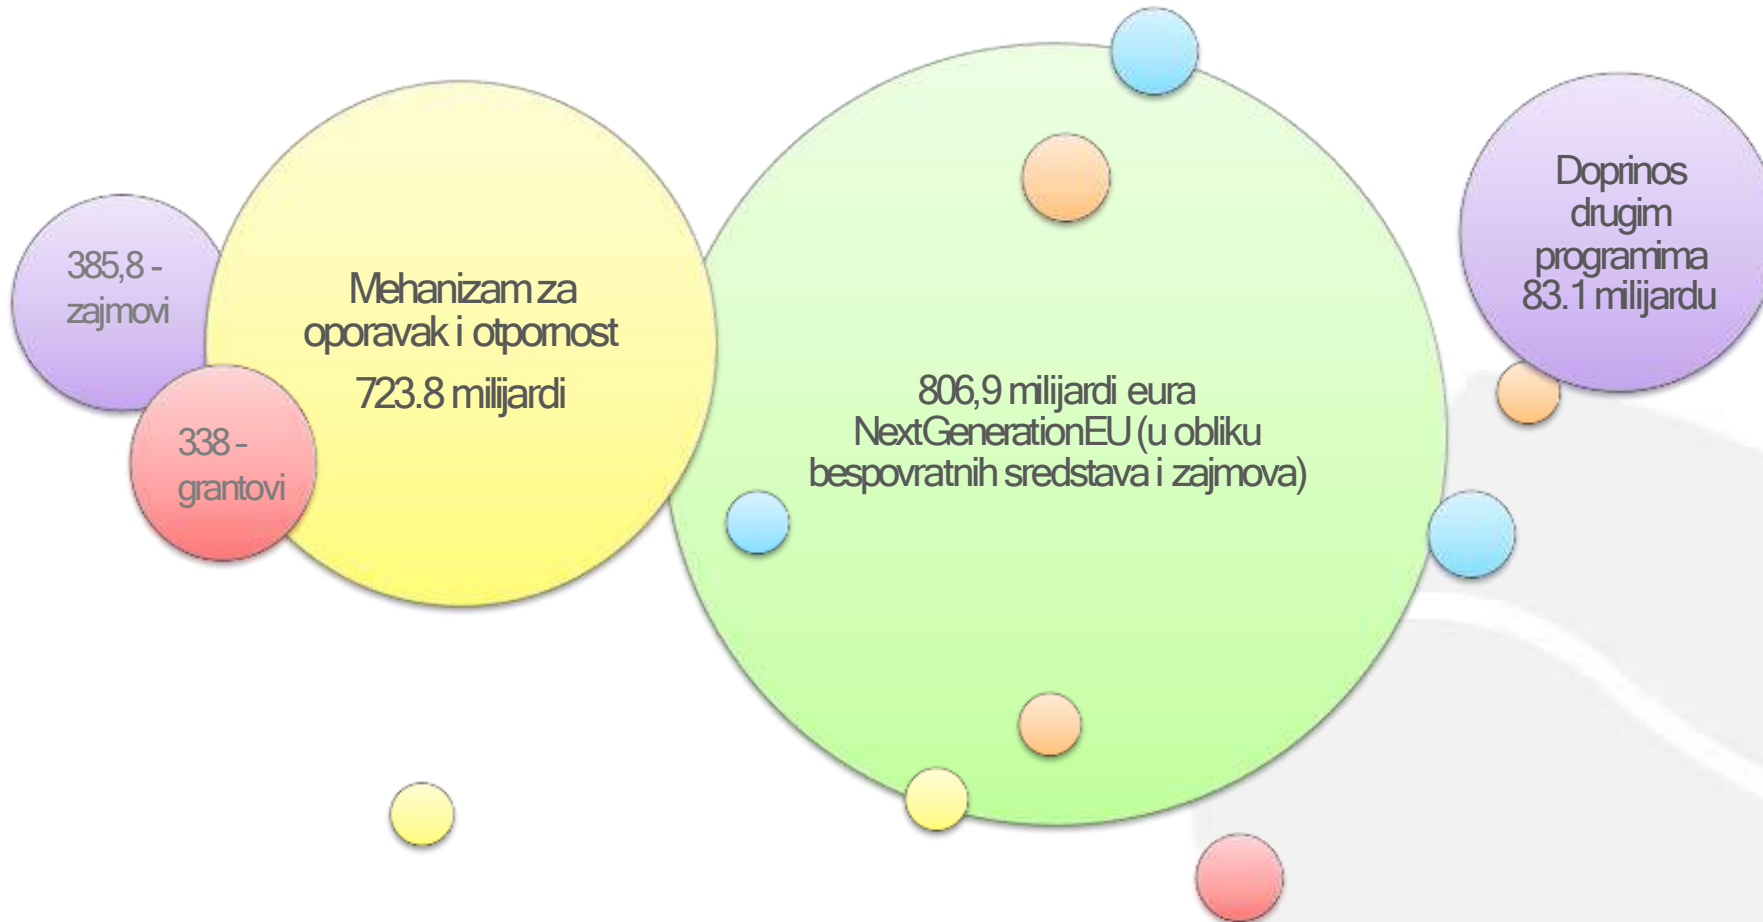 385,8 -
zajmovi
338 -
grantovi
Mehanizam za
oporavak i otpornost
723.8 milijardi
806,9 milijardi eura
NextGenerationEU (u obliku
bespovratnih sredstava i zajmova)
Doprinos
drugim
programima
83.1 milijardu